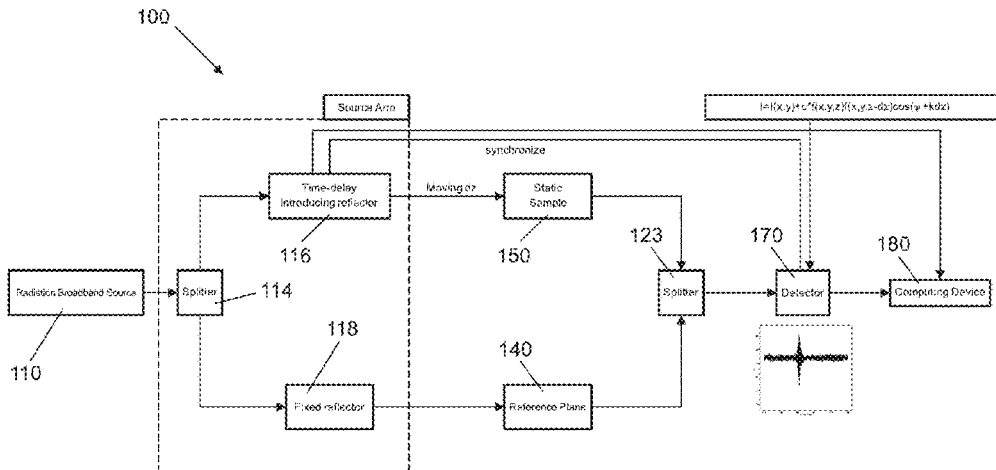 100
Source Arm
I=I(x,y)+c*f(x,y,z)f(x,y,z-dz)cos(φ+kdz)
synchronize
Time-delay
introducing reflector
Moving dz
Static
Sample
116
150
123
170
180
Radiation Broadband Source
Splitter
114
Splitter
Detector
Computing Device
110
118
140
Fixed reflector
Reference Plane